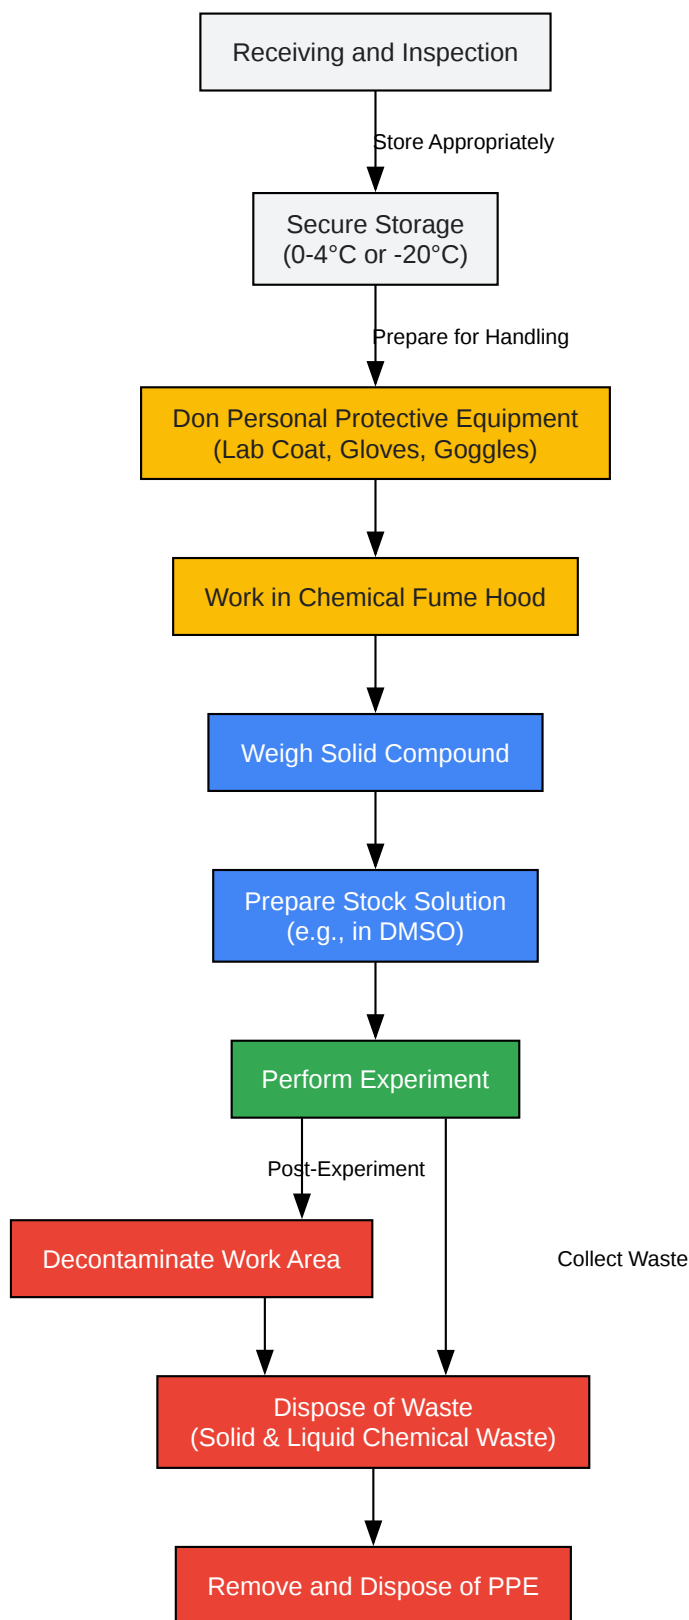 Receiving and Inspection
Store Appropriately
Secure Storage
(0-4°C or -20°C)
Prepare for Handling
Don Personal Protective Equipment
(Lab Coat, Gloves, Goggles)
Work in Chemical Fume Hood
Weigh Solid Compound
Prepare Stock Solution
(e.g., in DMSO)
Perform Experiment
Post-Experiment
Decontaminate Work Area
Collect Waste
Dispose of Waste
(Solid & Liquid Chemical Waste)
Remove and Dispose of PPE